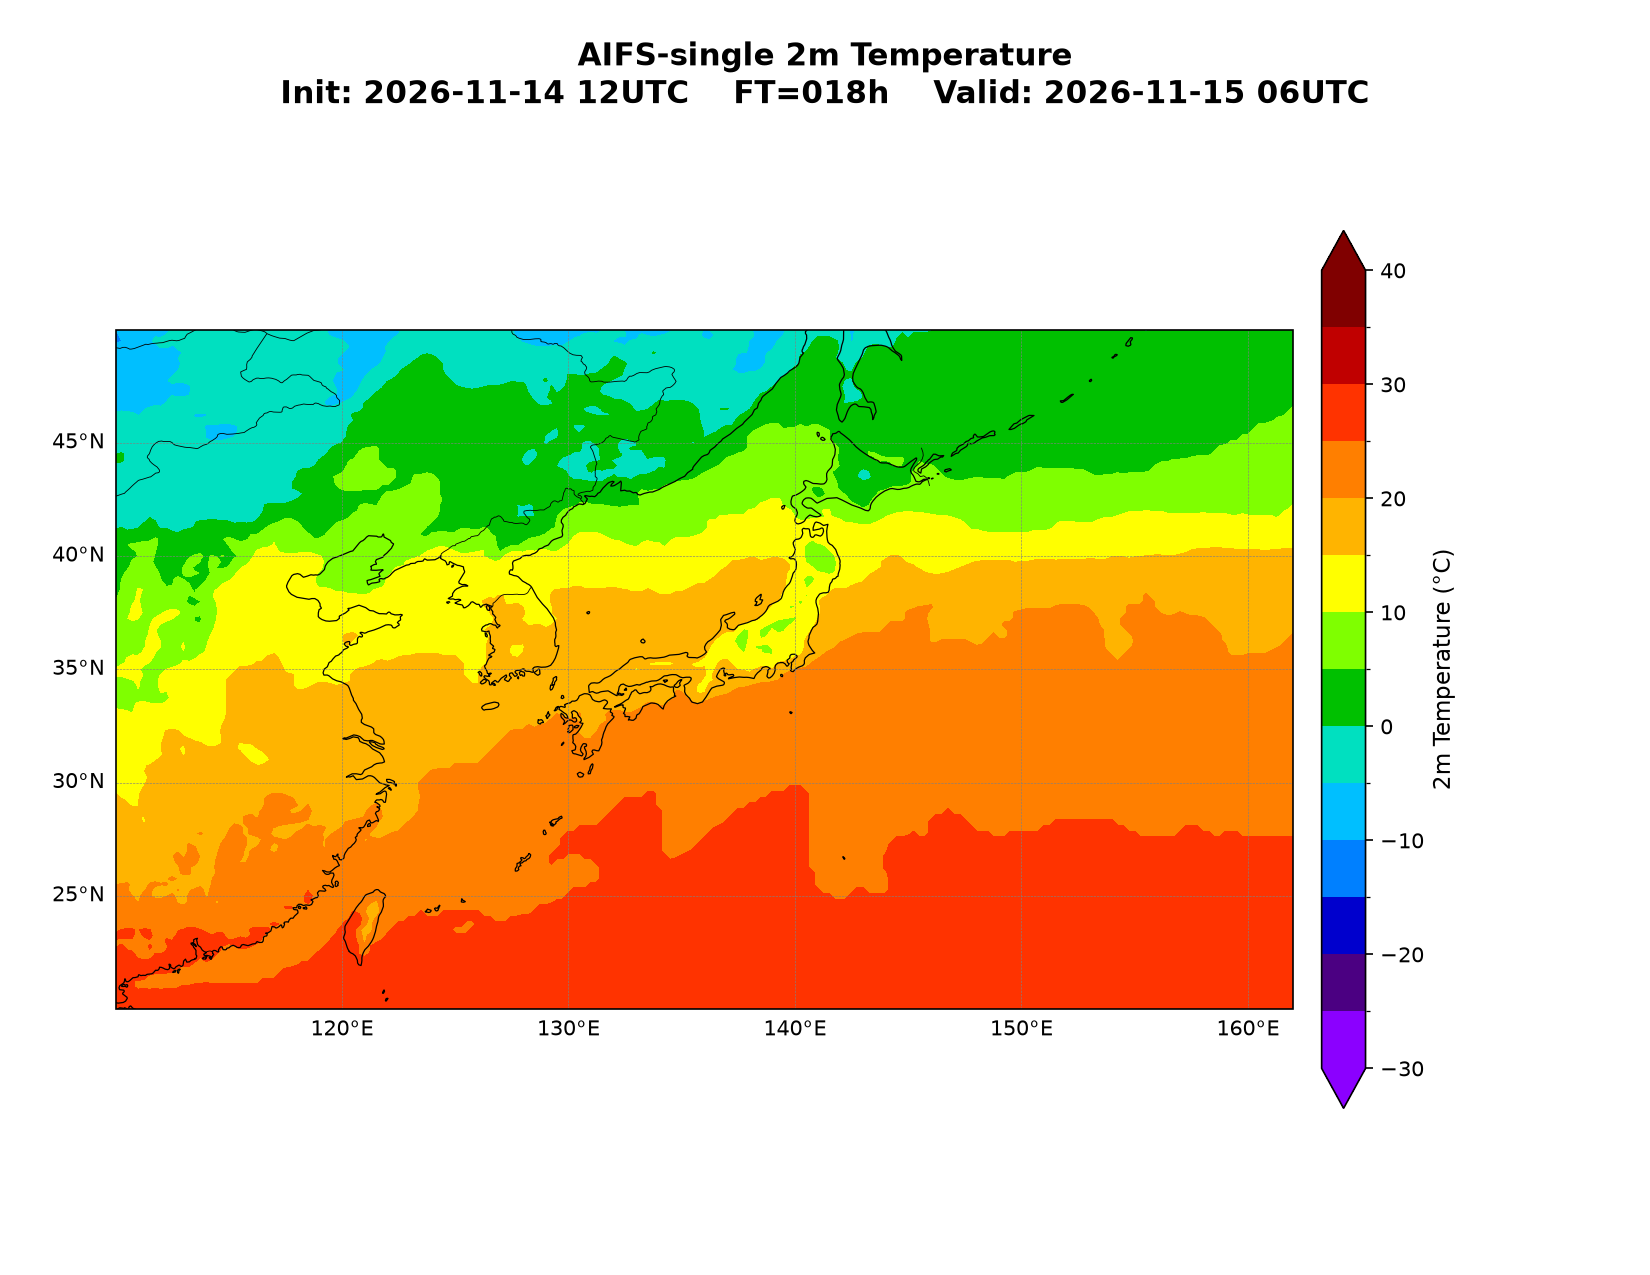 AIFS-single 2m Temperature
Init: 2026-11-14 12UTC    FT=018h    Valid: 2026-11-15 06UTC
45°N
40°N
35°N
30°N
25°N
120°E
130°E
140°E
150°E
160°E
40
30
20
10
0
−10
−20
−30
2m Temperature (°C)